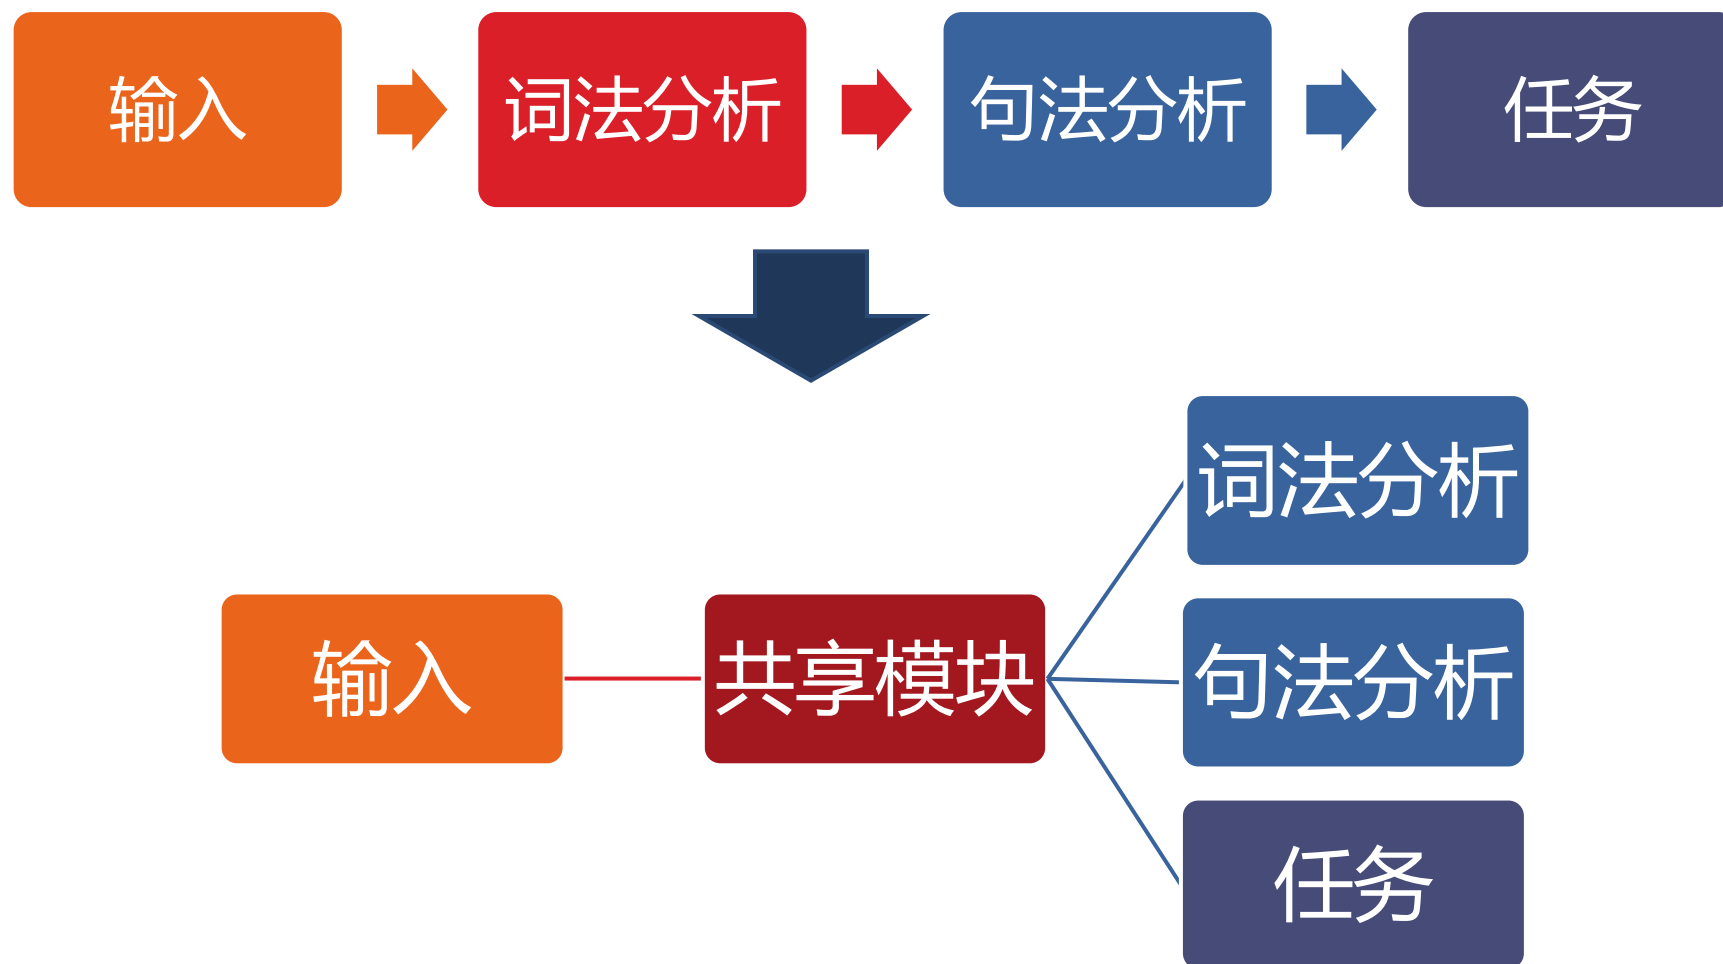 输入
词法分析
句法分析
任务
词法分析
输入
共享模块
句法分析
任务